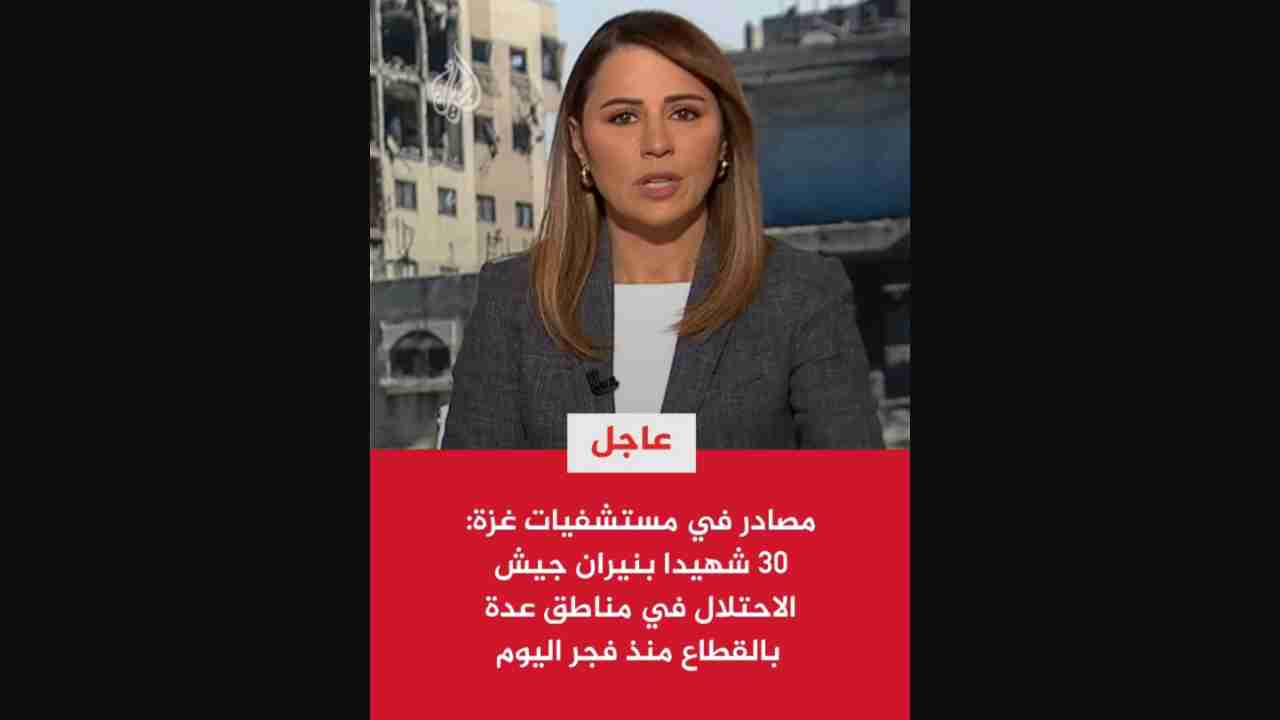 عاجل
مصادر في مستشفيات غزة:
30 شهيدا بنيران جيش
الاحتلال في مناطق عدة
بالقطاع منذ فجر اليوم